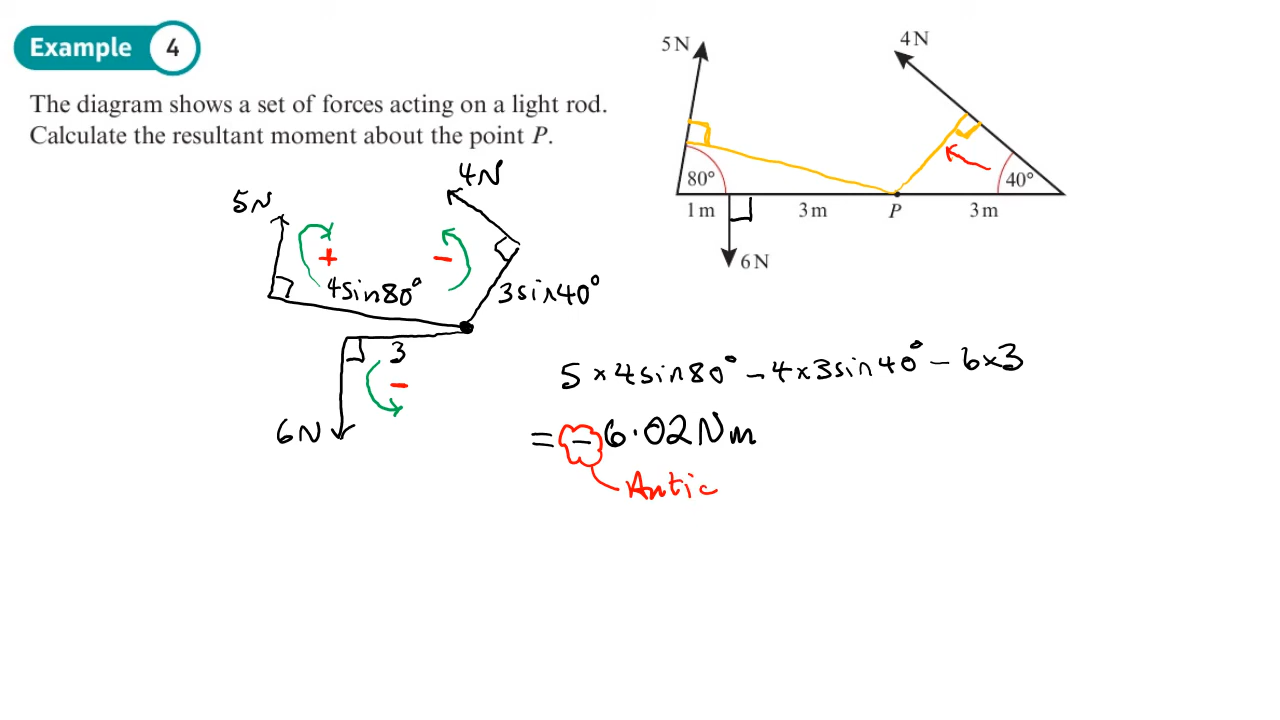 Example 4
The diagram shows a set of forces acting on a light rod.
Calculate the resultant moment about the point P.
5 N
4 N
80°
40°
1 m
3 m
P
3 m
6 N
5N
4N
+
−
4sin80°
3sin40°
3
−
6N
5 × 4sin80° − 4 × 3sin40° − 6 × 3
= − 6.02 Nm
Antic